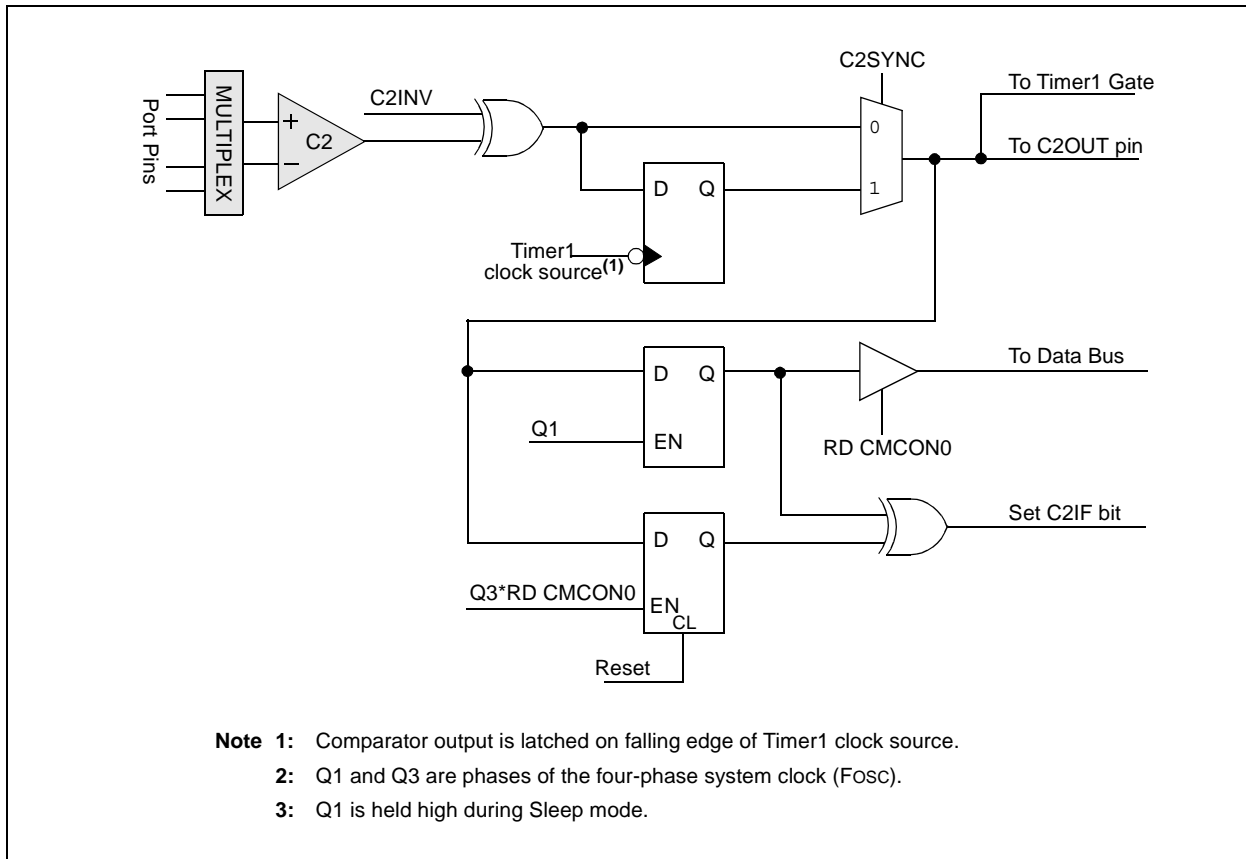 C2SYNC
To Timer1 Gate
Port Pins
MULTIPLEX
+
−
C2
C2INV
0
To C2OUT pin
1
D Q
Timer1
clock source(1)
D Q
To Data Bus
Q1
EN
RD CMCON0
D Q
Set C2IF bit
Q3*RD CMCON0
EN
CL
Reset
Note 1: Comparator output is latched on falling edge of Timer1 clock source.
2: Q1 and Q3 are phases of the four-phase system clock (FOSC).
3: Q1 is held high during Sleep mode.